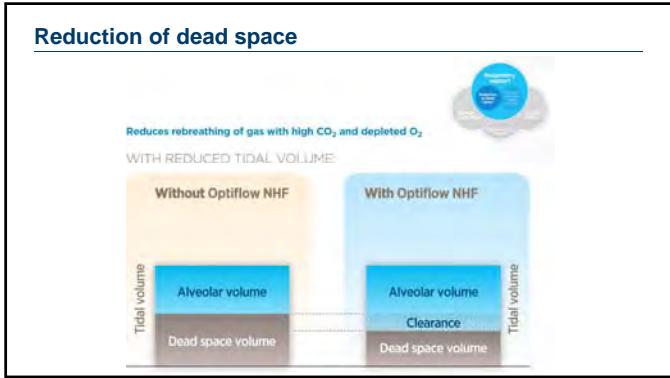 Reduction of dead space
Reduces rebreathing of gas with high CO₂ and depleted O₂
WITH REDUCED TIDAL VOLUME:
Without Optiflow NHF
With Optiflow NHF
Tidal volume
Alveolar volume
Dead space volume
Alveolar volume
Clearance
Dead space volume
Tidal volume